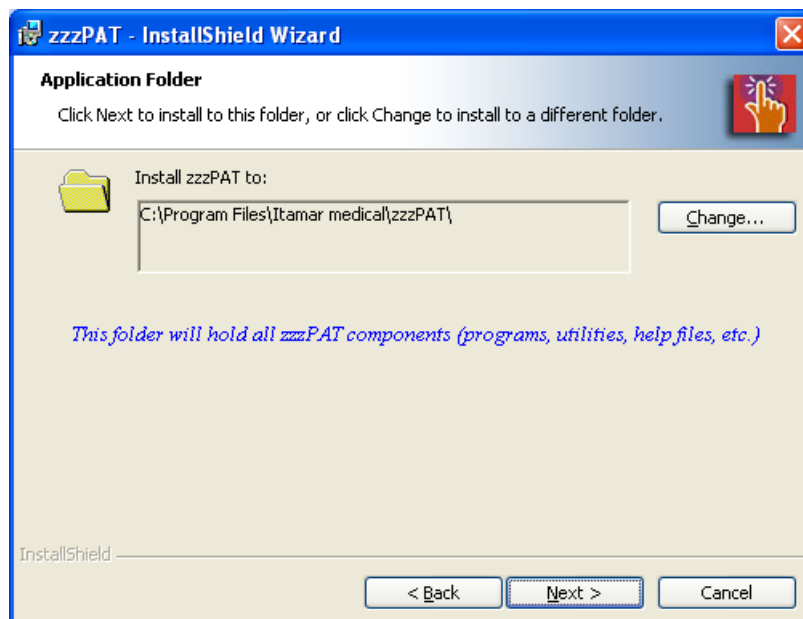 zzzPAT - InstallShield Wizard
Application Folder
Click Next to install to this folder, or click Change to install to a different folder.
Install zzzPAT to:
C:\Program Files\Itamar medical\zzzPAT\
Change...
This folder will hold all zzzPAT components (programs, utilities, help files, etc.)
InstallShield
< Back
Next >
Cancel